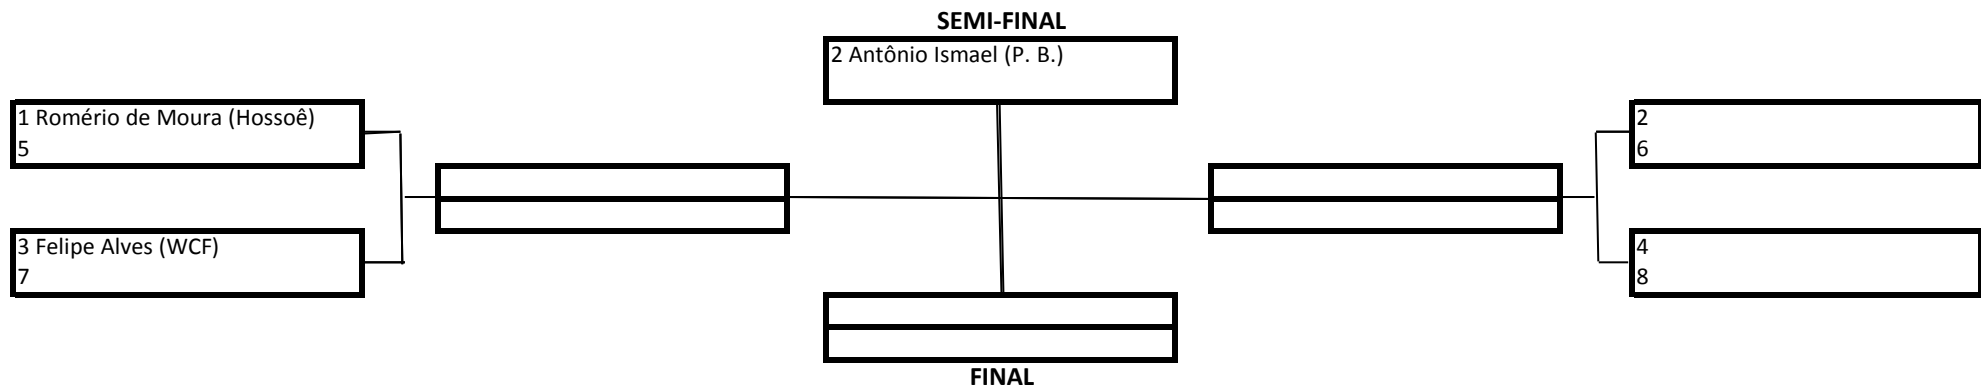 SEMI-FINAL
2 Antônio Ismael (P. B.)
1 Romério de Moura (Hossoê)
5
2
6
3 Felipe Alves (WCF)
7
4
8
FINAL